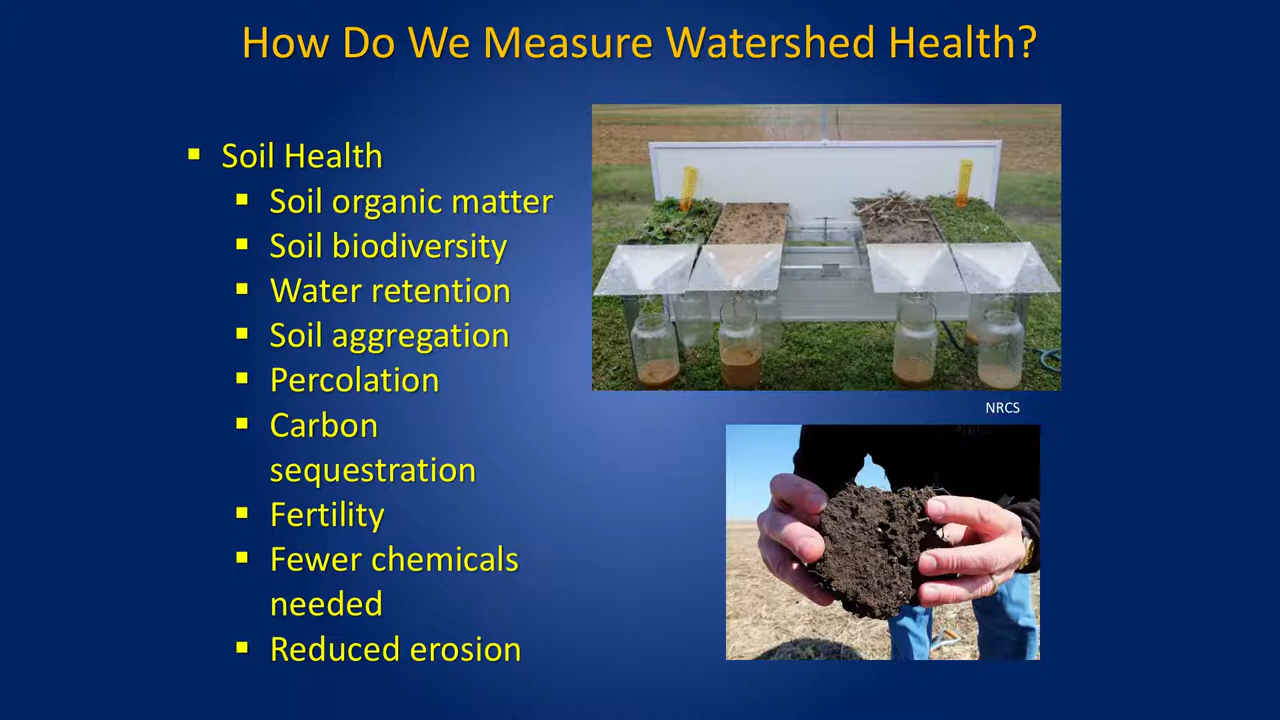 How Do We Measure Watershed Health?
▪ Soil Health
▪ Soil organic matter
▪ Soil biodiversity
▪ Water retention
▪ Soil aggregation
▪ Percolation
▪ Carbon
sequestration
▪ Fertility
▪ Fewer chemicals
needed
▪ Reduced erosion
NRCS